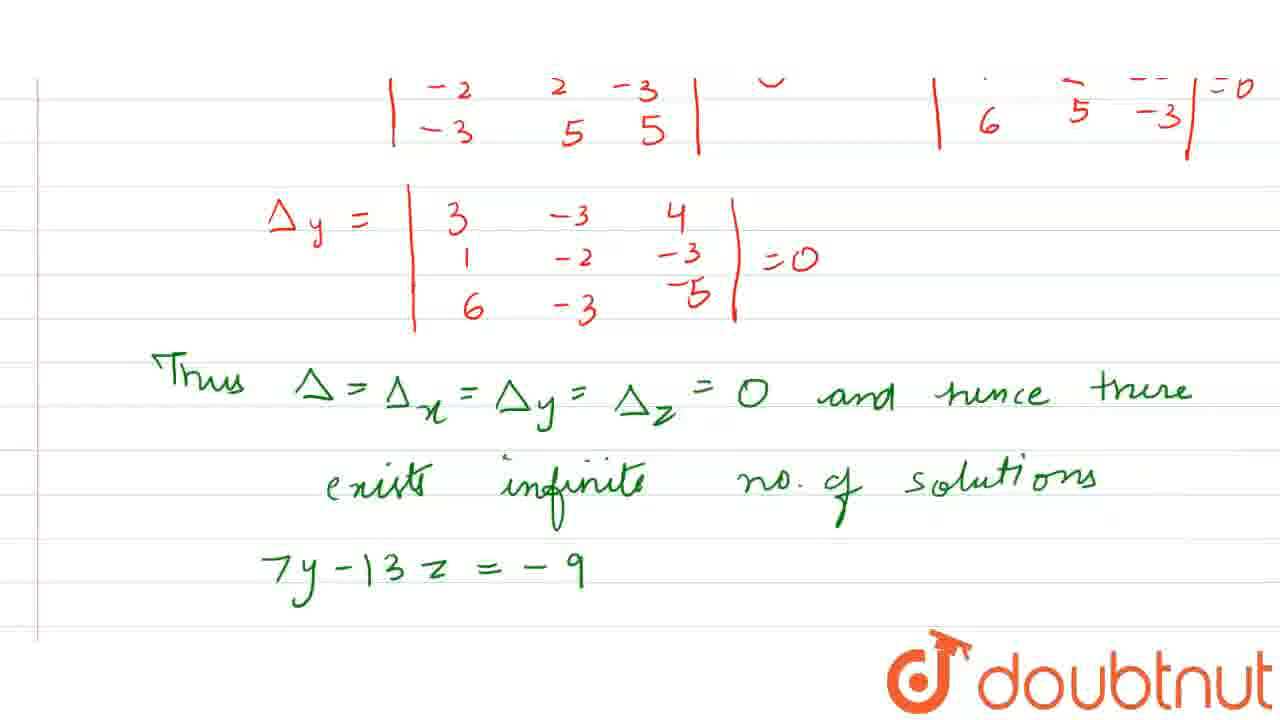 | -2 2 -3 |
| -3 5 5 | | 6 5 -3 | = 0
Δy = | 3 -3 4 |
| 1 -2 -3 | = 0
| 6 -3 -5 |
Thus Δ = Δx = Δy = Δz = 0 and hence there
exists infinite no. of solutions
7y - 13z = -9
doubtnut